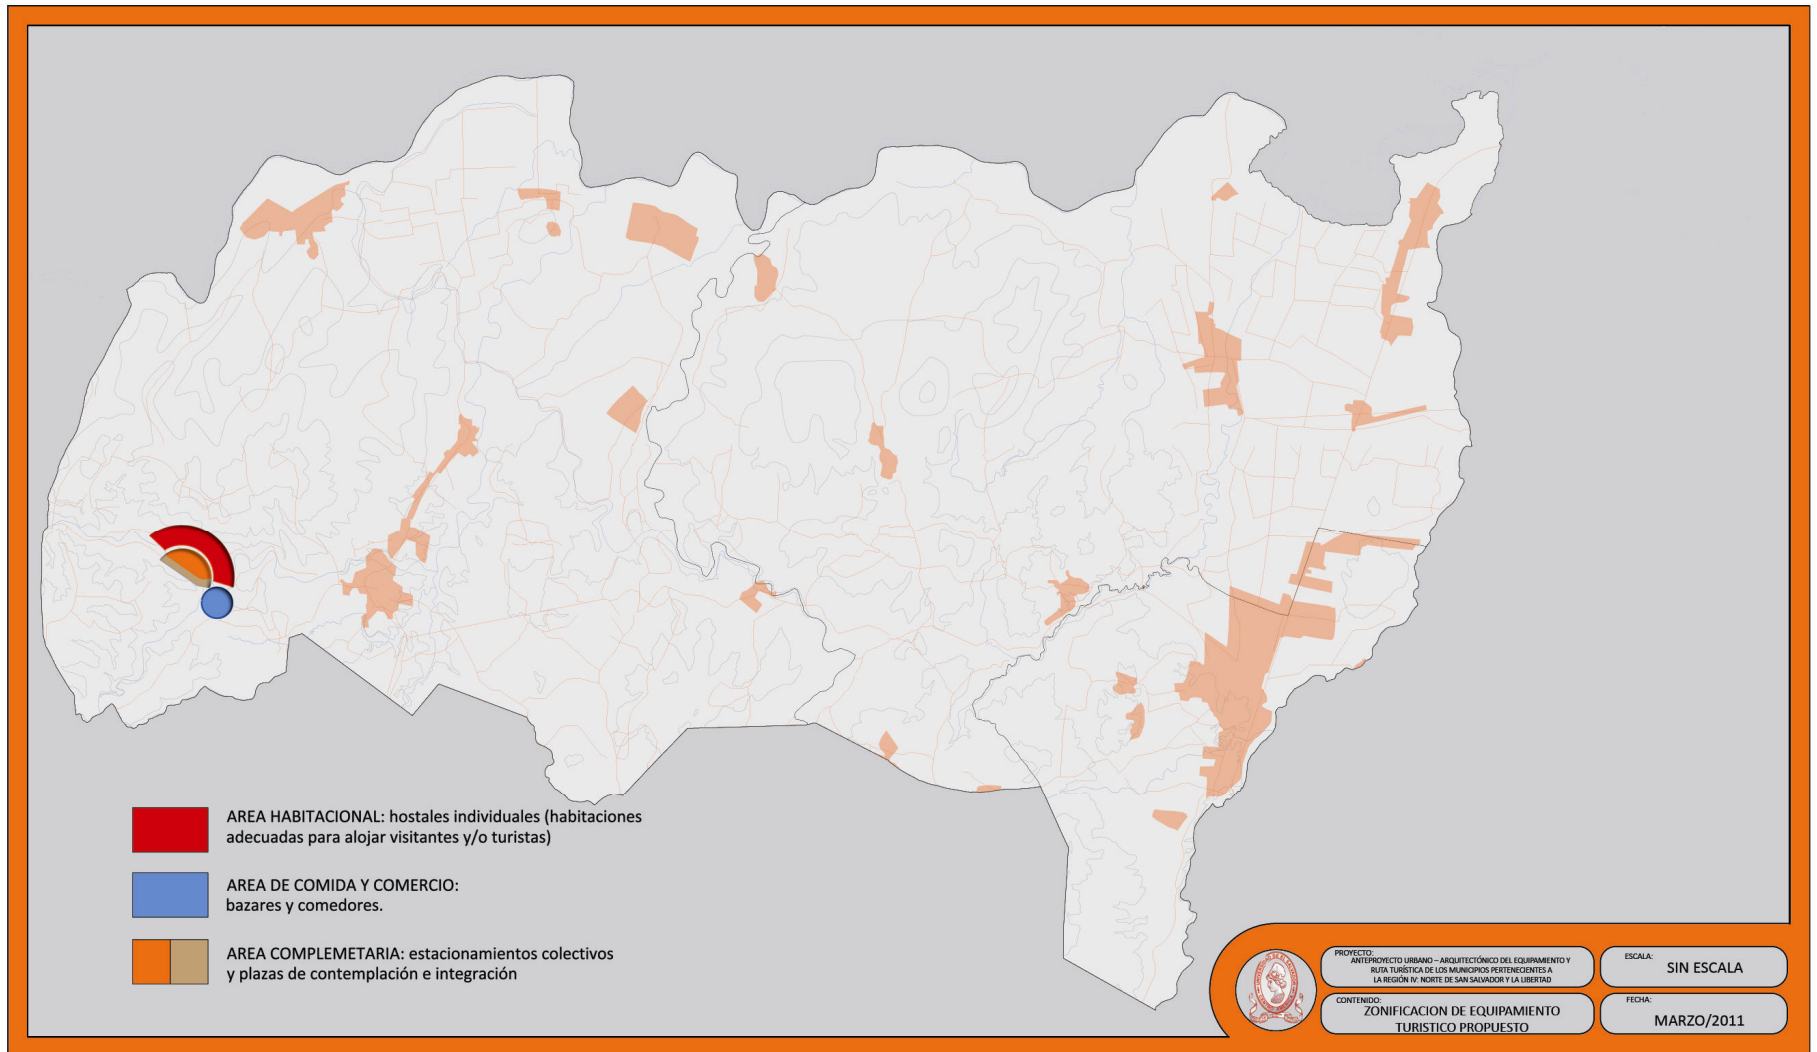 AREA HABITACIONAL: hostales individuales (habitaciones
adecuadas para alojar visitantes y/o turistas)
AREA DE COMIDA Y COMERCIO:
bazares y comedores.
AREA COMPLEMETARIA: estacionamientos colectivos
y plazas de contemplación e integración
PROYECTO:
ANTEPROYECTO URBANO – ARQUITECTÓNICO DEL EQUIPAMIENTO Y
RUTA TURÍSTICA DE LOS MUNICIPIOS PERTENECIENTES A
LA REGIÓN IV: NORTE DE SAN SALVADOR Y LA LIBERTAD
ESCALA:
SIN ESCALA
CONTENIDO:
ZONIFICACION DE EQUIPAMIENTO
TURISTICO PROPUESTO
FECHA:
MARZO/2011